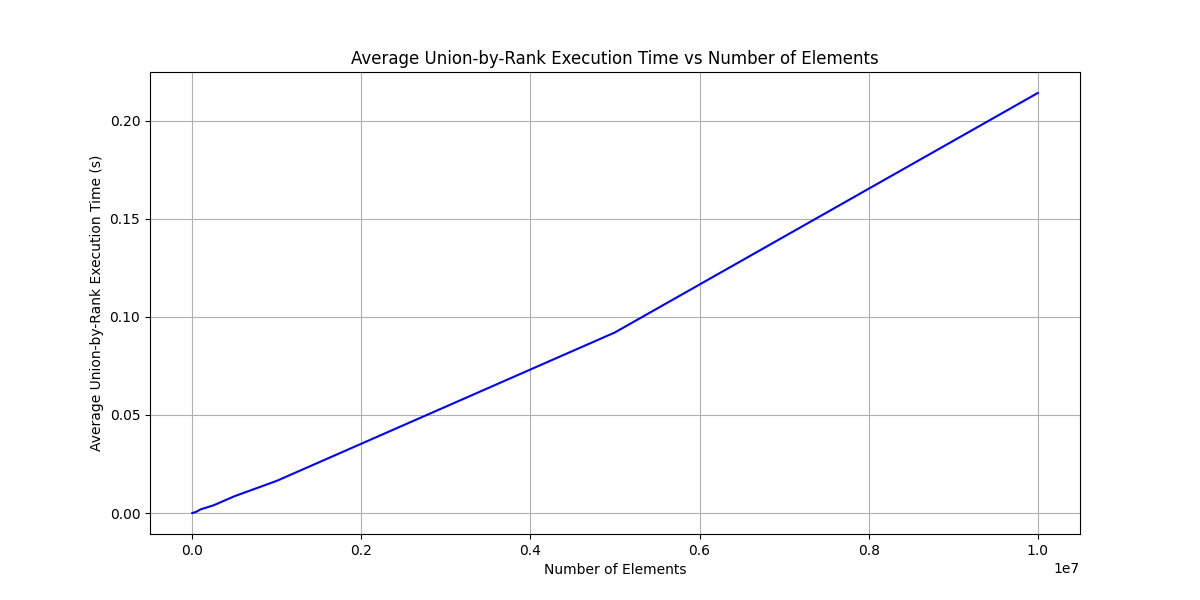 Average Union-by-Rank Execution Time vs Number of Elements
Average Union-by-Rank Execution Time (s)
0.20
0.15
0.10
0.05
0.00
0.0 0.2 0.4 0.6 0.8 1.0
1e7
Number of Elements